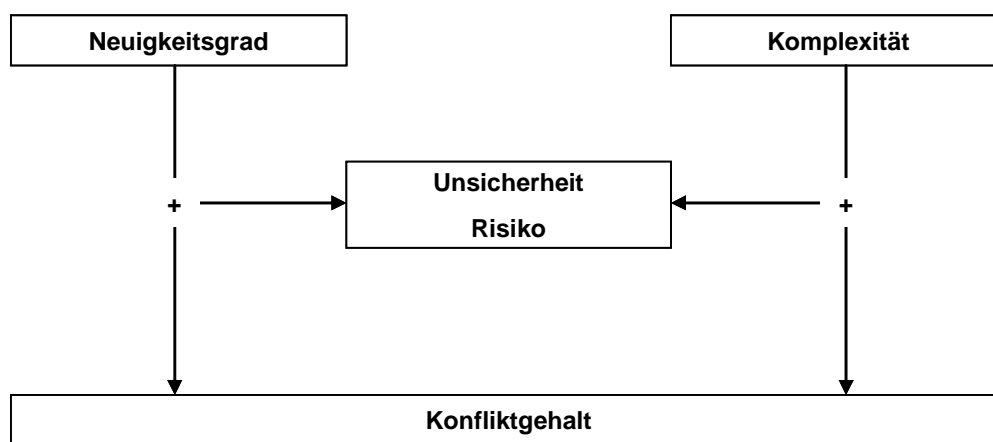 Neuigkeitsgrad
Komplexität
Unsicherheit
Risiko
+
+
Konfliktgehalt